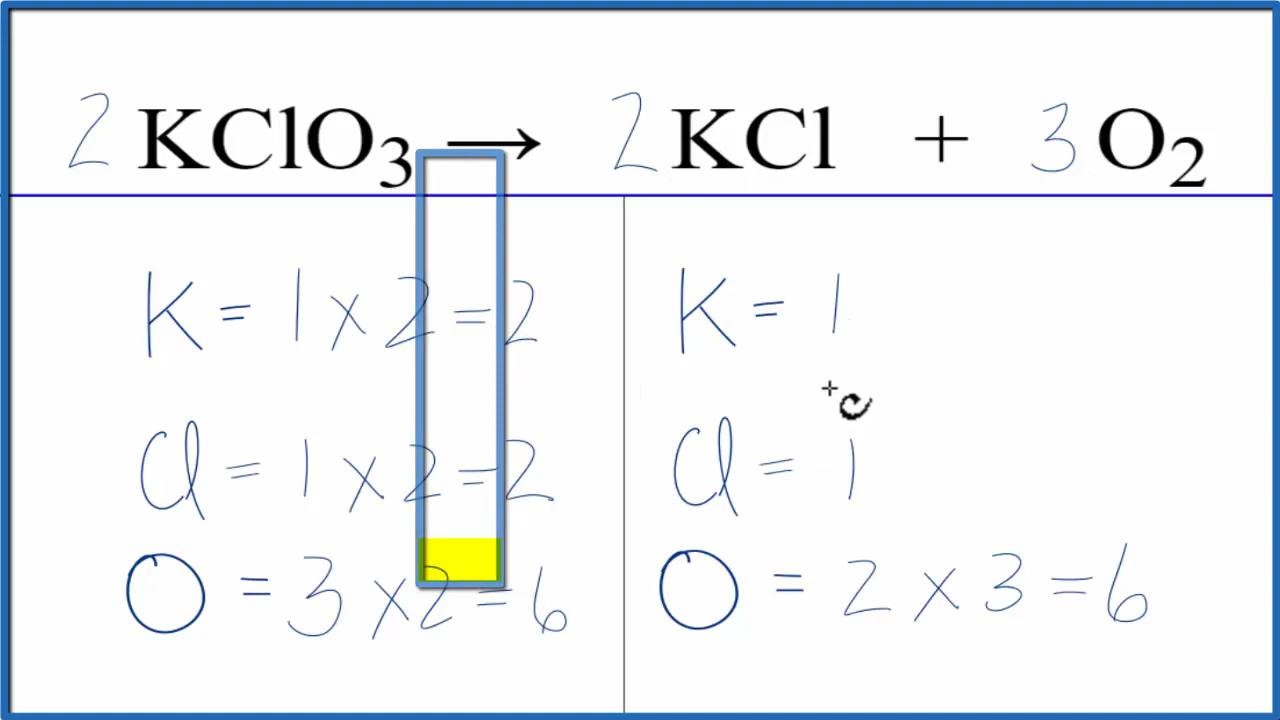 2 KClO₃ → 2 KCl + 3 O₂
K = 1 x 2 = 2
K = 1
Cl = 1 x 2 = 2
Cl = 1
O = 3 x 2 = 6
O = 2 x 3 = 6